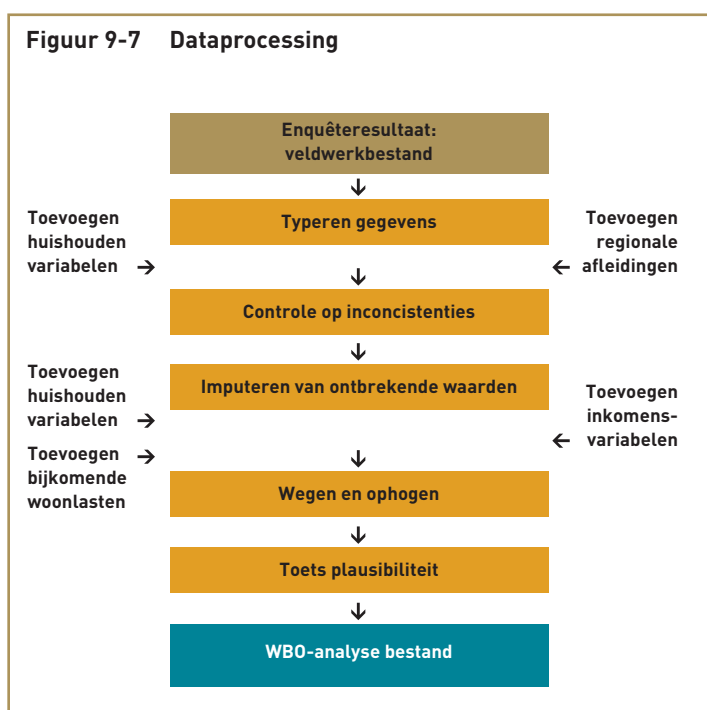 Figuur 9-7 Dataprocessing
Enquêteresultaat:
veldwerkbestand
↓
Typeren gegevens
Toevoegen
huishouden
variabelen →
Toevoegen
regionale
← afleidingen
↓
Controle op inconcistenties
↓
Imputeren van ontbrekende waarden
Toevoegen
huishouden
variabelen →
Toevoegen →
bijkomende
woonlasten
Toevoegen
inkomens-
← variabelen
↓
Wegen en ophogen
↓
Toets plausibiliteit
↓
WBO-analyse bestand